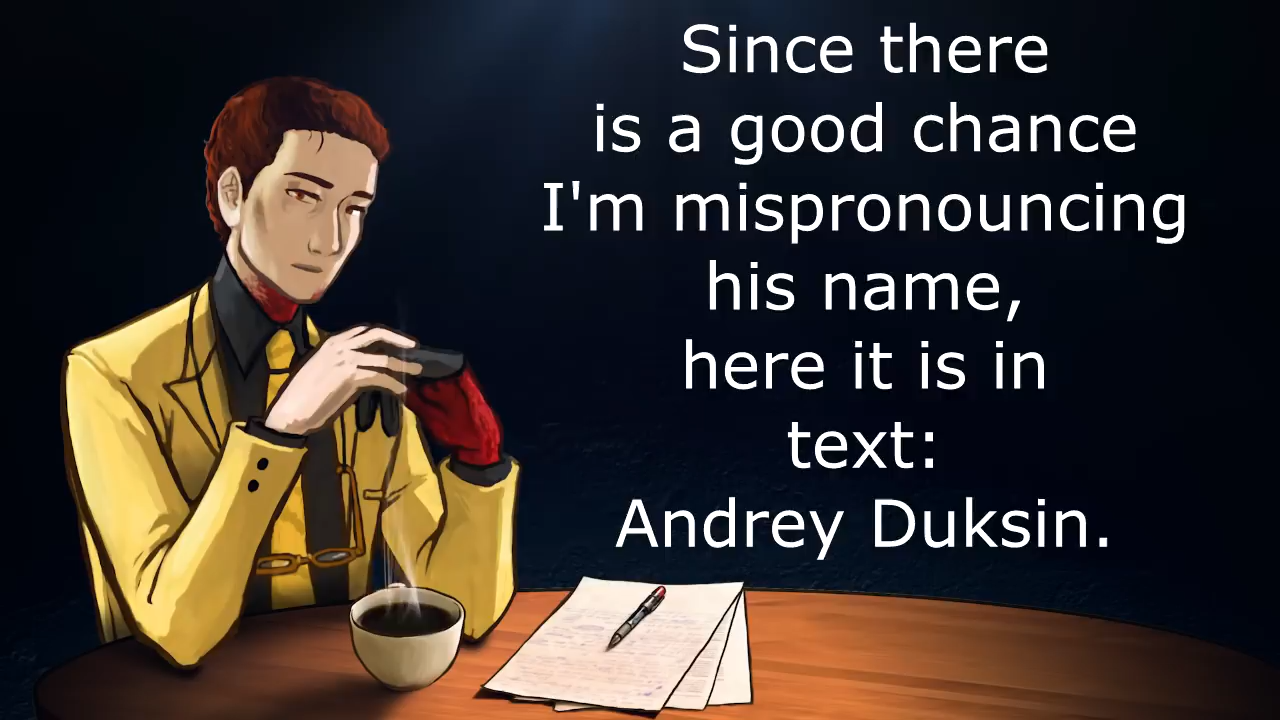 Since there
is a good chance
I'm mispronouncing
his name,
here it is in
text:
Andrey Duksin.